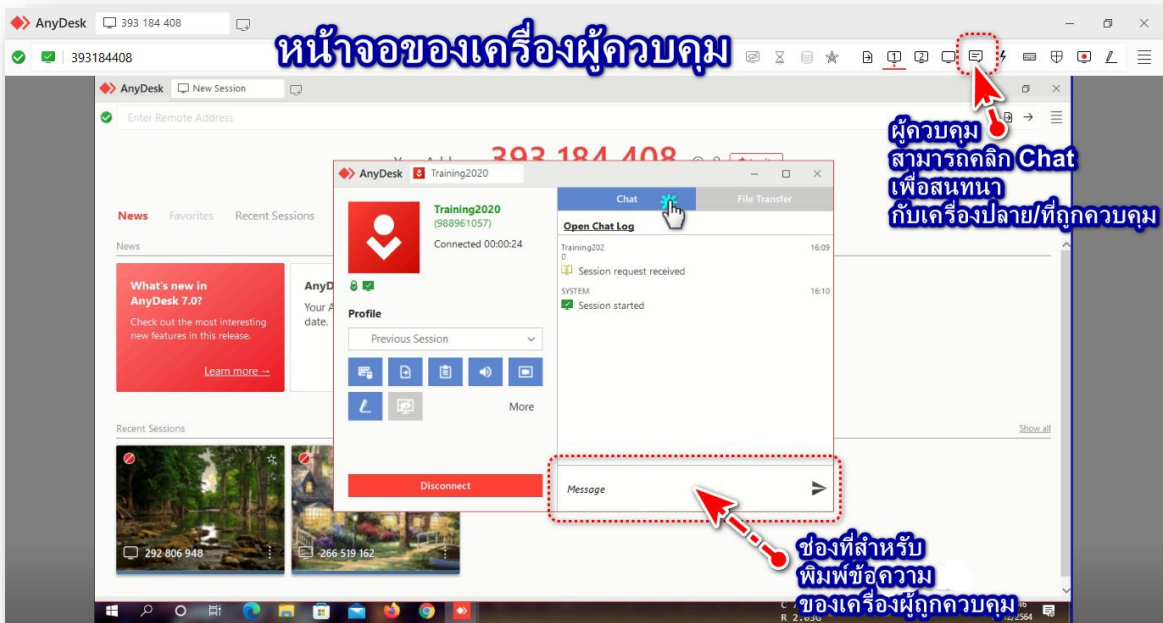 AnyDesk
393 184 408
393184408
หน้าจอของเครื่องผู้ควบคุม
AnyDesk
New Session
Enter Remote Address
393 184 408
ผู้ควบคุม
สามารถคลิก Chat
เพื่อสนทนา
กับเครื่องปลาย/ที่ถูกควบคุม
AnyDesk
Training2020
News
Favorites
Recent Sessions
News
What's new in
AnyDesk 7.0?
Check out the most interesting
new features in this release.
Learn more →
Your
date.
Training2020
(988961057)
Connected 00:00:24
Profile
Previous Session
More
Disconnect
Chat
File Transfer
Open Chat Log
Training202
0
16:09
Session request received
SYSTEM
16:10
Session started
Message
Recent Sessions
Show all
292 806 948
266 519 162
ช่องที่สำหรับ
พิมพ์ข้อความ
ของเครื่องผู้ถูกควบคุม